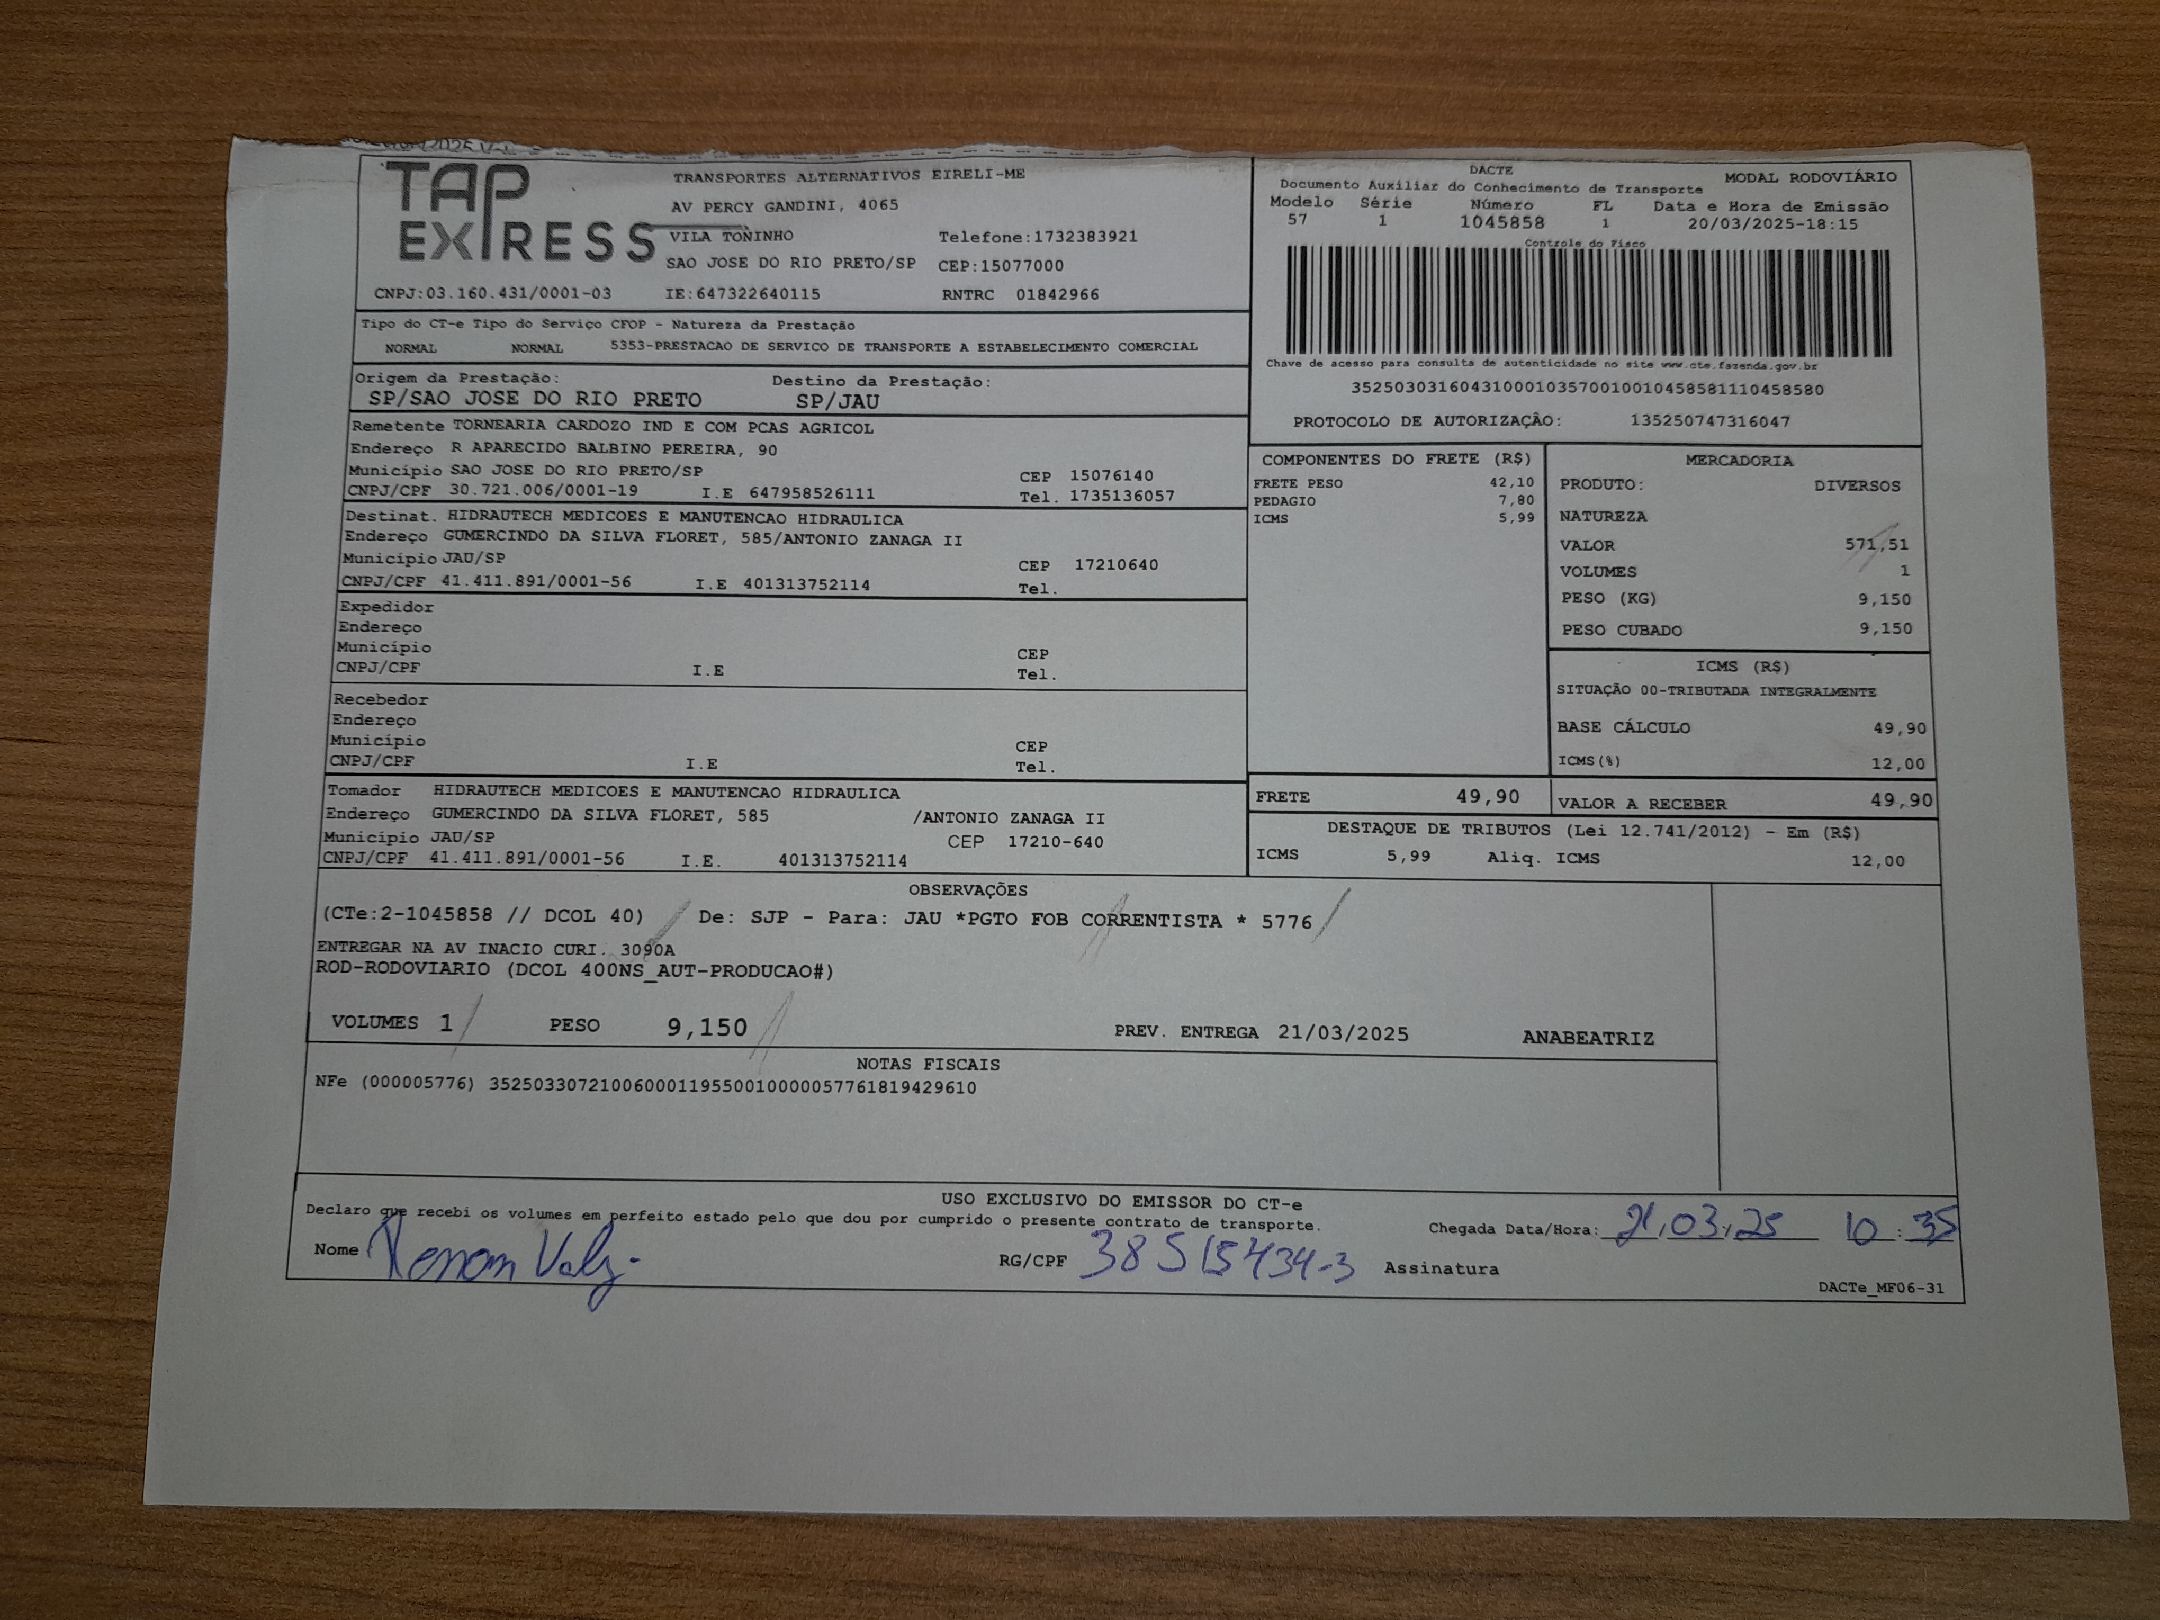 TAP
EXPRESS
TRANSPORTES ALTERNATIVOS EIRELI-ME
AV PERCY GANDINI, 4065
VILA TONINHO Telefone:1732383921
SAO JOSE DO RIO PRETO/SP CEP:15077000
CNPJ:03.160.431/0001-03 IE:647322640115 RNTRC 01842966
DACTE
Documento Auxiliar do Conhecimento de Transporte MODAL RODOVIÁRIO
Modelo Série Número FL Data e Hora de Emissão
57 1 1045858 1 20/03/2025-18:15
Controle do Fisco
Chave de acesso para consulta de autenticidade no site www.cte.fazenda.gov.br
35250303160431000103570010010458581110458580
PROTOCOLO DE AUTORIZAÇÃO: 135250747316047
Tipo do CT-e Tipo do Serviço CFOP - Natureza da Prestação
NORMAL NORMAL 5353-PRESTACAO DE SERVICO DE TRANSPORTE A ESTABELECIMENTO COMERCIAL
Origem da Prestação: Destino da Prestação:
SP/SAO JOSE DO RIO PRETO SP/JAU
Remetente TORNEARIA CARDOZO IND E COM PCAS AGRICOL
Endereço R APARECIDO BALBINO PEREIRA, 90
Município SAO JOSE DO RIO PRETO/SP CEP 15076140
CNPJ/CPF 30.721.006/0001-19 I.E 647958526111 Tel. 1735136057
Destinat. HIDRAUTECH MEDICOES E MANUTENCAO HIDRAULICA
Endereço GUMERCINDO DA SILVA FLORET, 585/ANTONIO ZANAGA II
Município JAU/SP CEP 17210640
CNPJ/CPF 41.411.891/0001-56 I.E 401313752114 Tel.
Expedidor
Endereço
Município CEP
CNPJ/CPF I.E Tel.
Recebedor
Endereço
Município CEP
CNPJ/CPF I.E Tel.
Tomador HIDRAUTECH MEDICOES E MANUTENCAO HIDRAULICA
Endereço GUMERCINDO DA SILVA FLORET, 585 /ANTONIO ZANAGA II
Município JAU/SP CEP 17210-640
CNPJ/CPF 41.411.891/0001-56 I.E. 401313752114
COMPONENTES DO FRETE (R$)
FRETE PESO 42,10
PEDAGIO 7,80
ICMS 5,99
MERCADORIA
PRODUTO: DIVERSOS
NATUREZA
VALOR 571,51
VOLUMES 1
PESO (KG) 9,150
PESO CUBADO 9,150
ICMS (R$)
SITUAÇÃO 00-TRIBUTADA INTEGRALMENTE
BASE CÁLCULO 49,90
ICMS(%) 12,00
FRETE 49,90 VALOR A RECEBER 49,90
DESTAQUE DE TRIBUTOS (Lei 12.741/2012) - Em (R$)
ICMS 5,99 Aliq. ICMS 12,00
OBSERVAÇÕES
(CTe:2-1045858 // DCOL 40) De: SJP - Para: JAU *PGTO FOB CORRENTISTA * 5776
ENTREGAR NA AV INACIO CURI. 3090A
ROD-RODOVIARIO (DCOL 400NS_AUT-PRODUCAO#)
VOLUMES 1 PESO 9,150 PREV. ENTREGA 21/03/2025 ANABEATRIZ
NOTAS FISCAIS
NFe (000005776) 35250330721006000119550010000057761819429610
USO EXCLUSIVO DO EMISSOR DO CT-e
Declaro que recebi os volumes em perfeito estado pelo que dou por cumprido o presente contrato de transporte.
Chegada Data/Hora: 21.03.25 10:35
Nome Renan RG/CPF 38515434-3 Assinatura
DACTe_MF06-31